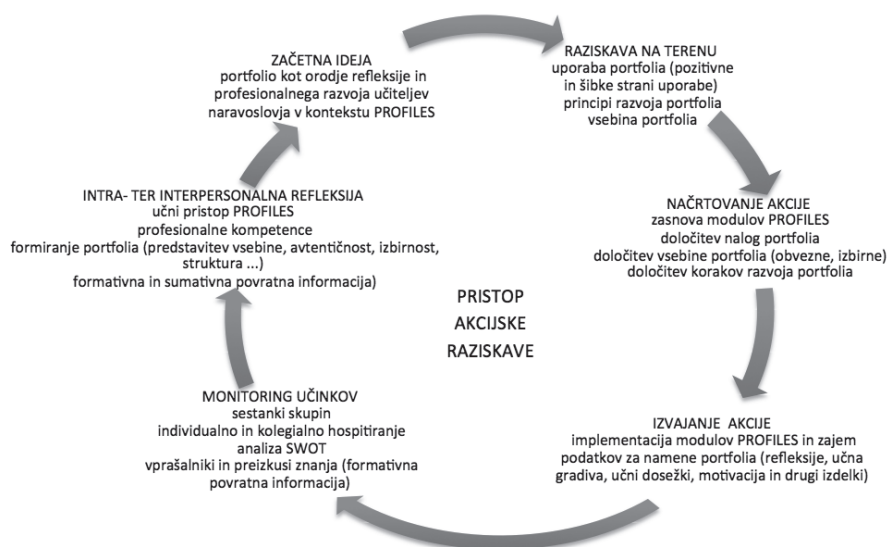 ZAČETNA IDEJA
portfolio kot orodje refleksije in
profesionalnega razvoja učiteljev
naravoslovja v kontekstu PROFILES
RAZISKAVA NA TERENU
uporaba portfolia (pozitivne
in šibke strani uporabe)
principi razvoja portfolia
vsebina portfolia
NAČRTOVANJE AKCIJE
zasnova modulov PROFILES
določitev nalog portfolia
določitev vsebine portfolia (obvezne, izbirne)
določitev korakov razvoja portfolia
IZVAJANJE AKCIJE
implementacija modulov PROFILES in zajem
podatkov za namene portfolia (refleksije, učna
gradiva, učni dosežki, motivacija in drugi izdelki)
MONITORING UČINKOV
sestanki skupin
individualno in kolegialno hospitiranje
analiza SWOT
vprašalniki in preizkusi znanja (formativna
povratna informacija)
INTRA- TER INTERPERSONALNA REFLEKSIJA
učni pristop PROFILES
profesionalne kompetence
formiranje portfolia (predstavitev vsebine, avtentičnost, izbirnost,
struktura ...)
formativna in sumativna povratna informacija)
PRISTOP
AKCIJSKE
RAZISKAVE